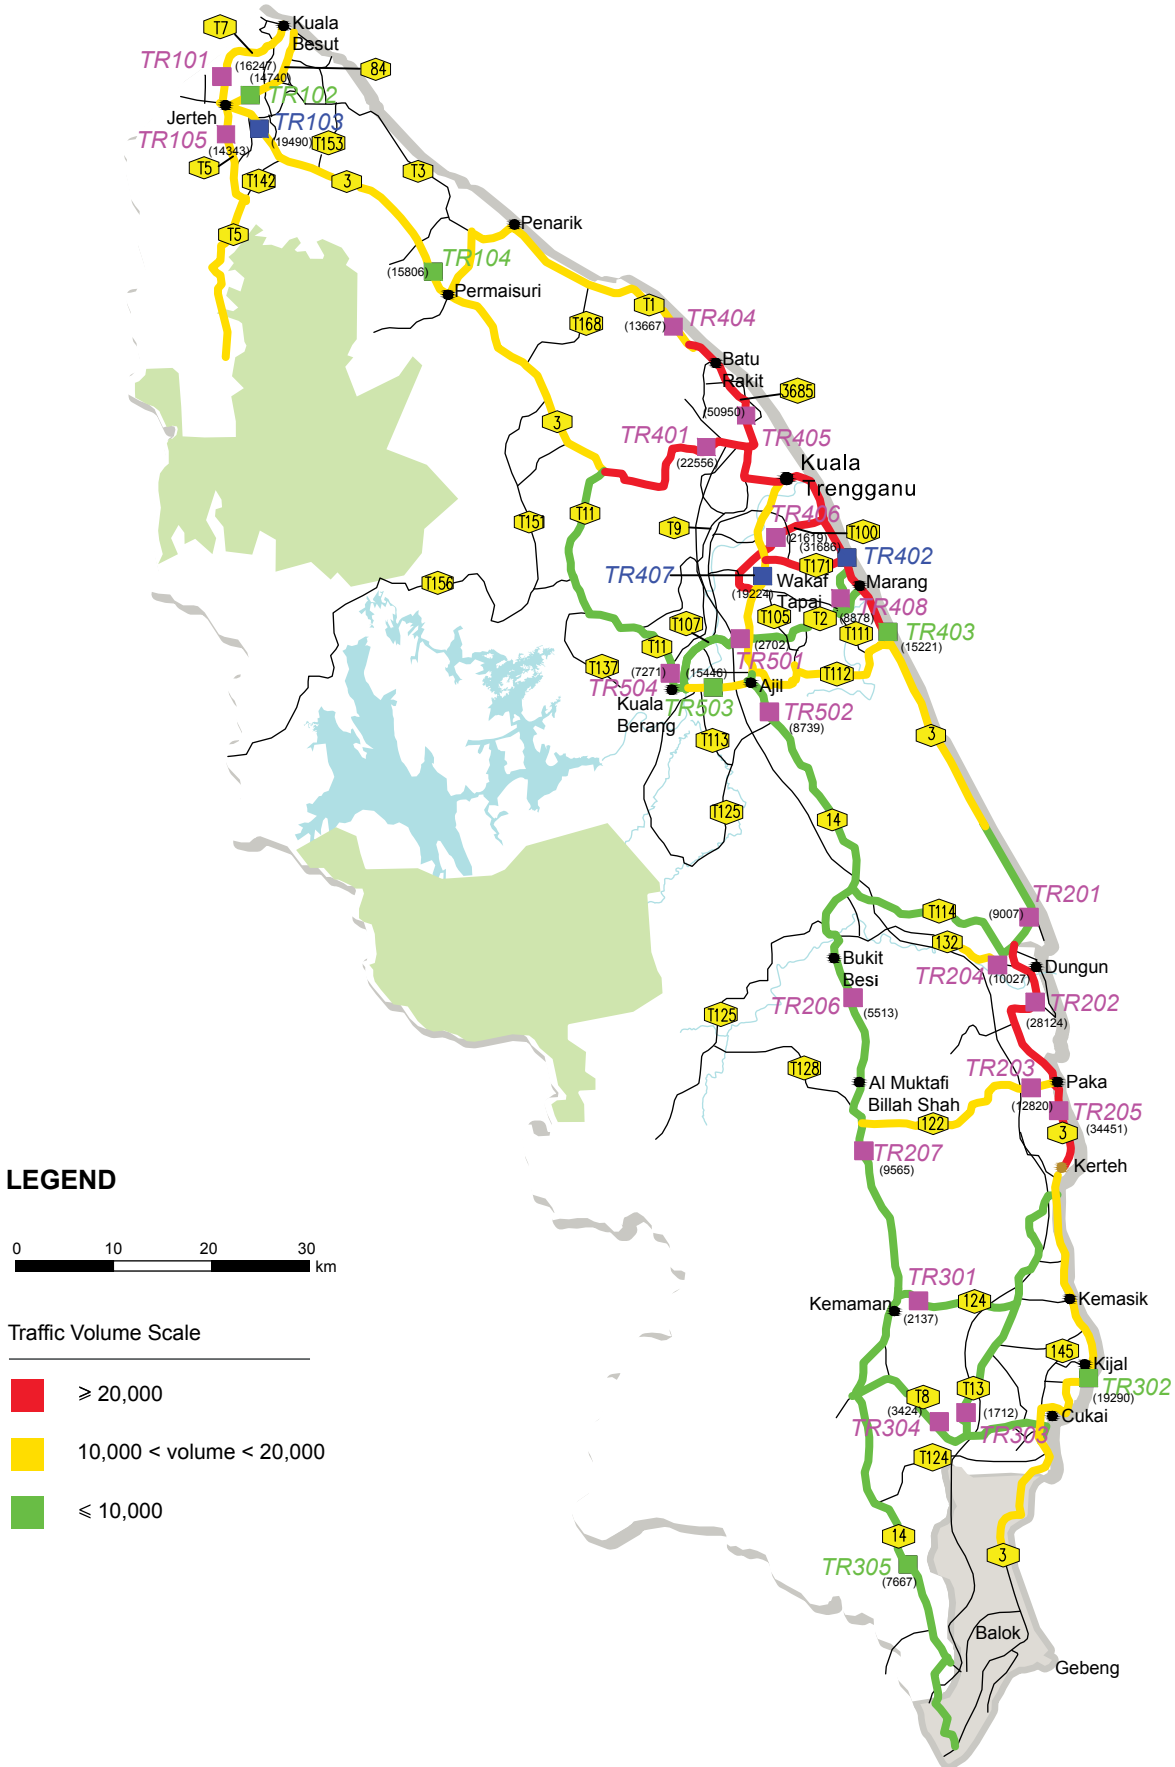 Kuala
Besut
T7
TR101
(16247)
(14740)
84
TR102
Jerteh
TR103
TR105
(14343)
(19490)
T153
T5
T142
3
T3
T5
Penarik
TR104
(15806)
Permaisuri
T1
T168
(13667)
TR404
Batu
Rakit
3685
(50950)
3
TR401
TR405
(22556)
Kuala
Trengganu
T11
T151
T9
TR406
(21619)
(31686)
T100
TR402
TR407
T171
T156
Wakaf
Tapai
Marang
(19224)
(8878)
TR408
T107
T105
T2
T111
TR403
(15221)
T11
(2702)
TR501
T137
(7271)
(15446)
T112
TR504
TR503
Ajil
Kuala
Berang
TR502
(8739)
T113
3
T125
14
TR201
T114
(9007)
132
Bukit
Besi
TR204
Dungun
(10027)
TR206
TR202
(5513)
T125
(28124)
T128
TR203
Al Muktafi
Billah Shah
Paka
(12820)
TR205
(34451)
122
3
TR207
(9565)
Kerteh
LEGEND
0 10 20 30
km
TR301
Kemaman
124
Kemasik
(2137)
Traffic Volume Scale
145
Kijal
TR302
(19290)
T8
T13
(3424)
(1712)
Cukai
TR304
TR303
⩾ 20,000
10,000 < volume < 20,000
T124
⩽ 10,000
14
3
TR305
(7667)
Balok
Gebeng